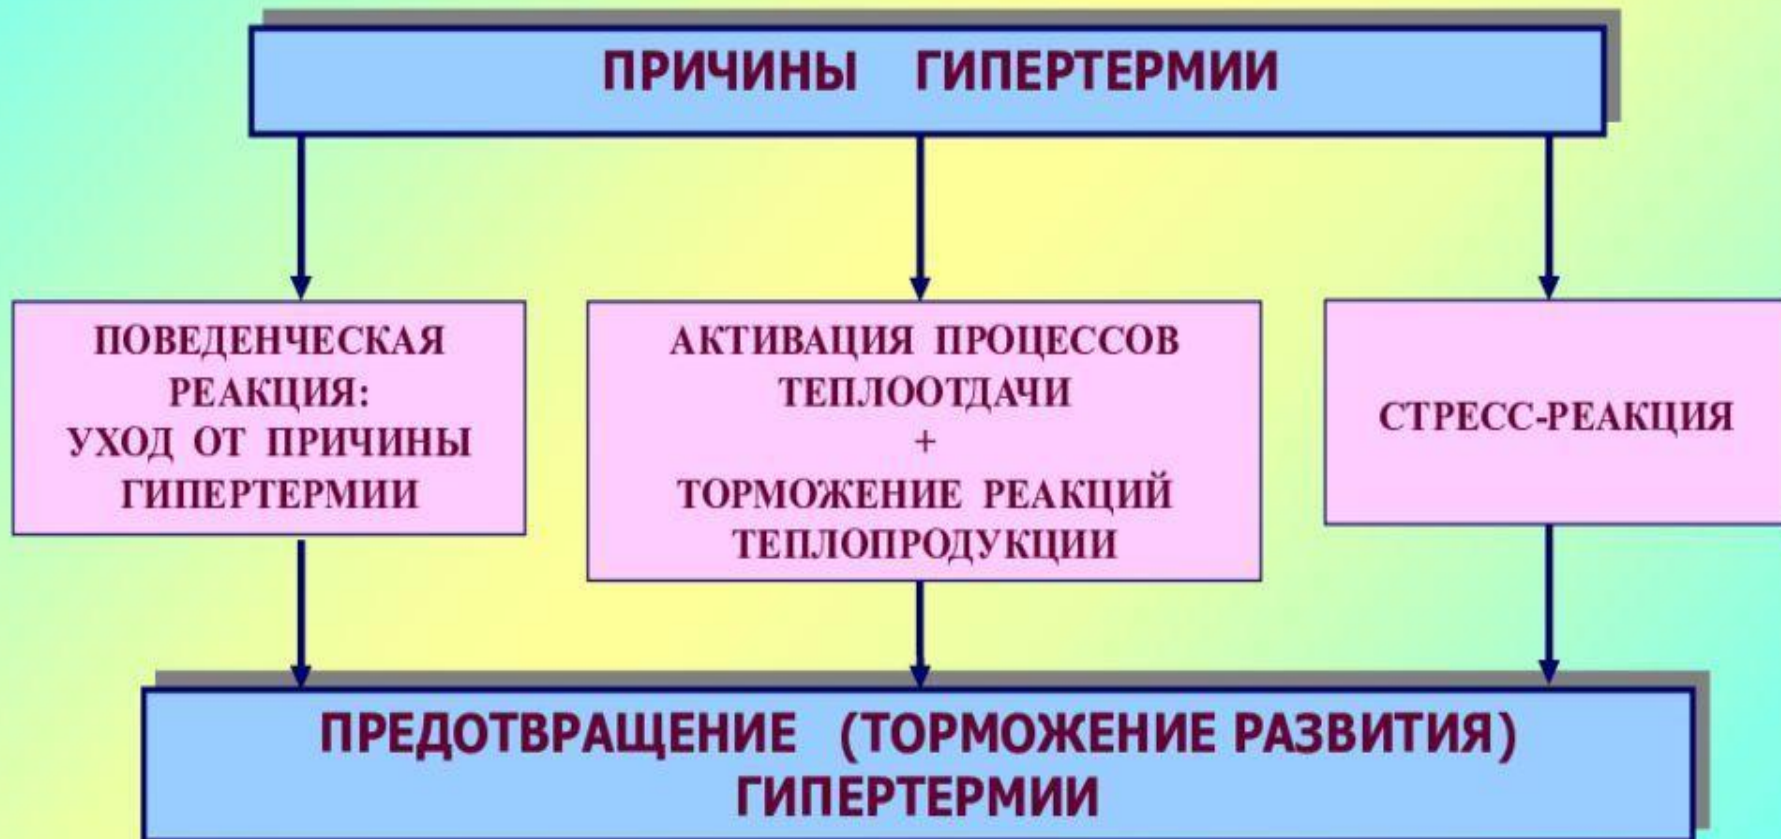 ПРИЧИНЫ ГИПЕРТЕРМИИ
ПОВЕДЕНЧЕСКАЯ
РЕАКЦИЯ:
УХОД ОТ ПРИЧИНЫ
ГИПЕРТЕРМИИ
АКТИВАЦИЯ ПРОЦЕССОВ
ТЕПЛООТДАЧИ
+
ТОРМОЖЕНИЕ РЕАКЦИЙ
ТЕПЛОПРОДУКЦИИ
СТРЕСС-РЕАКЦИЯ
ПРЕДОТВРАЩЕНИЕ (ТОРМОЖЕНИЕ РАЗВИТИЯ)
ГИПЕРТЕРМИИ